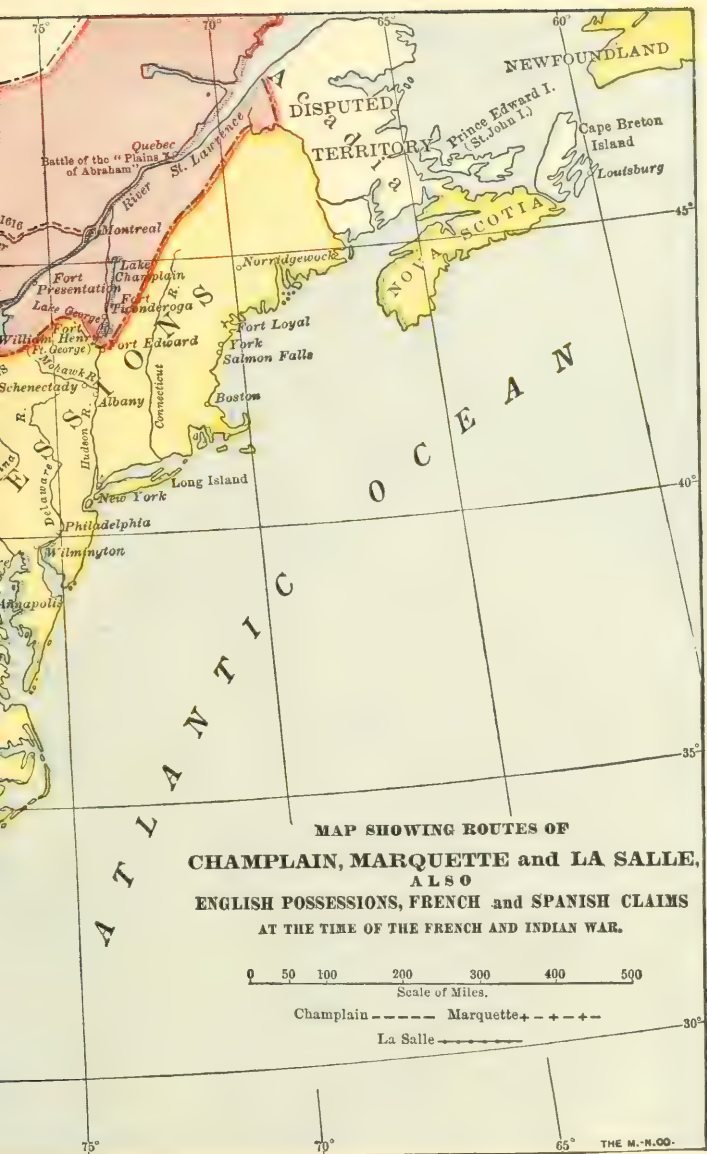 75°
70°
65°
60°
NEWFOUNDLAND
DISPUTED
TERRITORY
Acadia
Prince Edward I.
(St. John I.)
Cape Breton
Island
Louisburg
45°
NOVA SCOTIA
Quebec
Battle of the "Plains
of Abraham"
St. Lawrence
River
1616
Montreal
Lake
Champlain
Fort
Presentation
Fort
Ticonderoga
Lake George
Fort
William Henry
(Ft. George)
Fort Edward
Norridgewock
Fort Loyal
York
Salmon Falls
Mohawk R.
Schenectady
Albany
Connecticut R.
Boston
Hudson R.
Delaware R.
ESSIONS
Long Island
New York
Philadelphia
Wilmington
Annapolis
40°
ATLANTIC OCEAN
35°
MAP SHOWING ROUTES OF
CHAMPLAIN, MARQUETTE and LA SALLE,
ALSO
ENGLISH POSSESSIONS, FRENCH and SPANISH CLAIMS
AT THE TIME OF THE FRENCH AND INDIAN WAR.
0 50 100 200 300 400 500
Scale of Miles.
Champlain Marquette
La Salle
30°
75°
70°
65°
THE M.-N. CO.